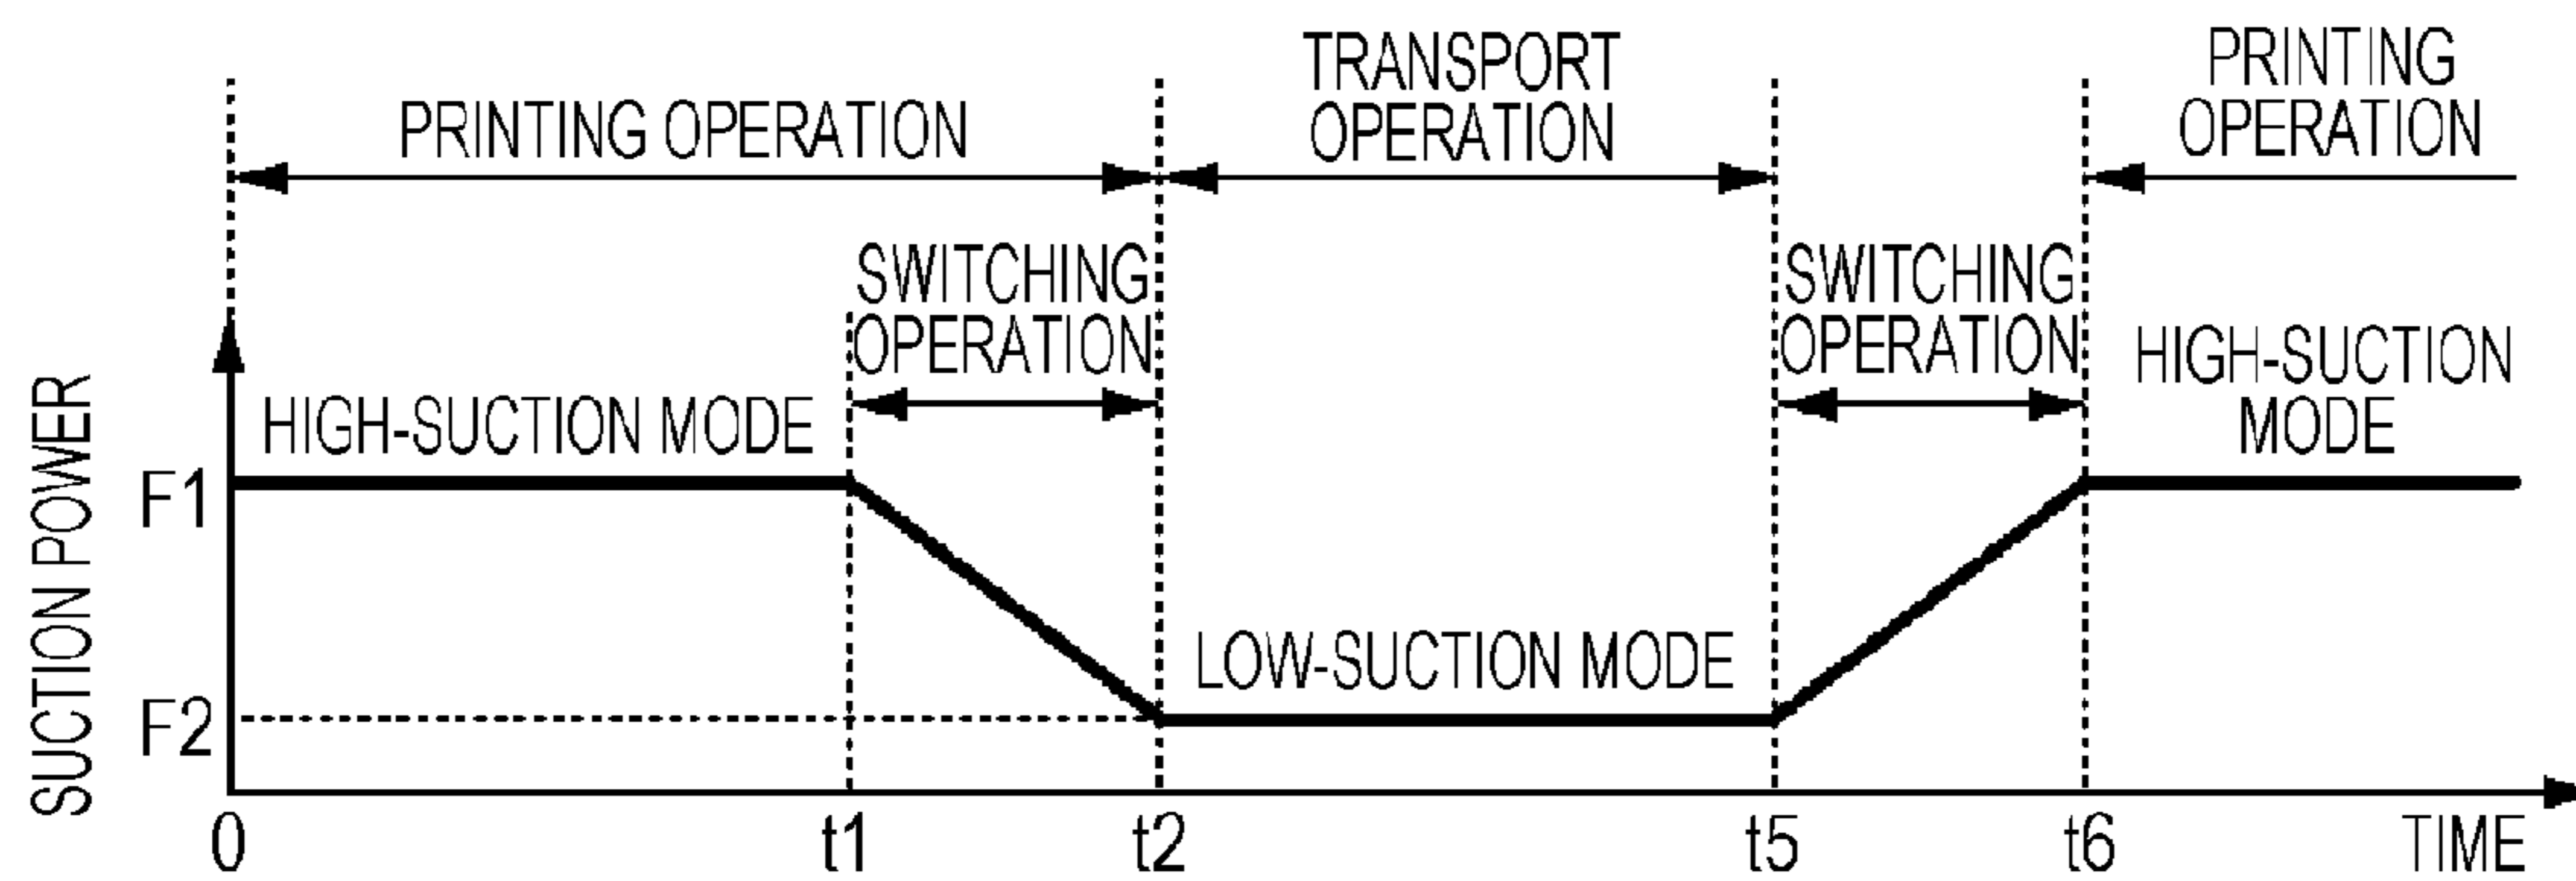 PRINTING OPERATION
TRANSPORT
OPERATION
PRINTING
OPERATION
SWITCHING
OPERATION
SWITCHING
OPERATION
HIGH-SUCTION MODE
HIGH-SUCTION
MODE
LOW-SUCTION MODE
SUCTION POWER
F1
F2
0
t1
t2
t5
t6
TIME